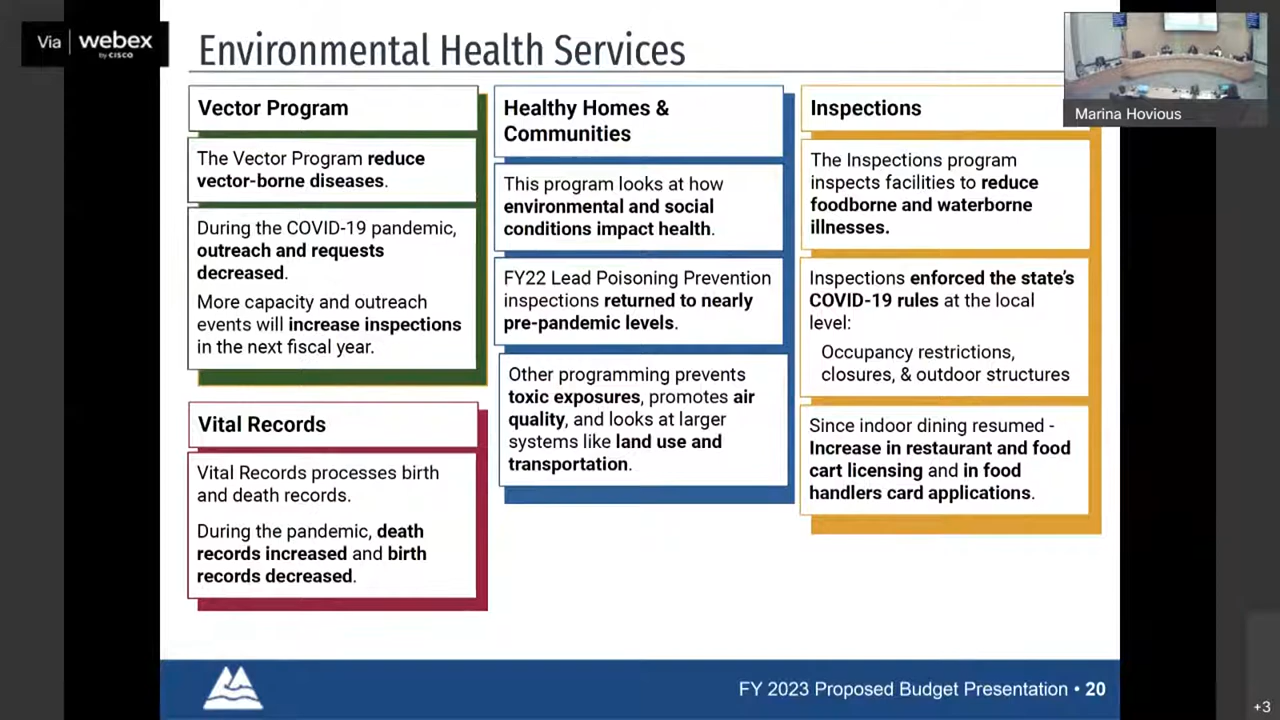 Via webex
by CISCO
Environmental Health Services
Marina Hovious
Vector Program
The Vector Program reduce
vector-borne diseases.
During the COVID-19 pandemic,
outreach and requests
decreased.
More capacity and outreach
events will increase inspections
in the next fiscal year.
Vital Records
Vital Records processes birth
and death records.
During the pandemic, death
records increased and birth
records decreased.
Healthy Homes &
Communities
This program looks at how
environmental and social
conditions impact health.
FY22 Lead Poisoning Prevention
inspections returned to nearly
pre-pandemic levels.
Other programming prevents
toxic exposures, promotes air
quality, and looks at larger
systems like land use and
transportation.
Inspections
The Inspections program
inspects facilities to reduce
foodborne and waterborne
illnesses.
Inspections enforced the state's
COVID-19 rules at the local
level:
Occupancy restrictions,
closures, & outdoor structures
Since indoor dining resumed -
Increase in restaurant and food
cart licensing and in food
handlers card applications.
FY 2023 Proposed Budget Presentation • 20
+3